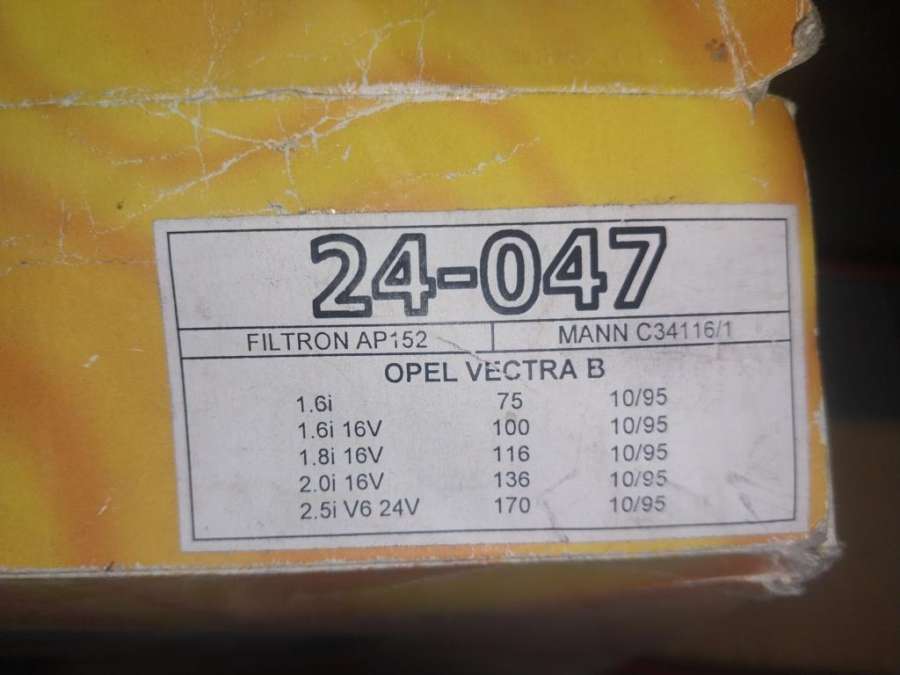 24-047
FILTRON AP152 MANN C34116/1
OPEL VECTRA B
1.6i 75 10/95
1.6i 16V 100 10/95
1.8i 16V 116 10/95
2.0i 16V 136 10/95
2.5i V6 24V 170 10/95